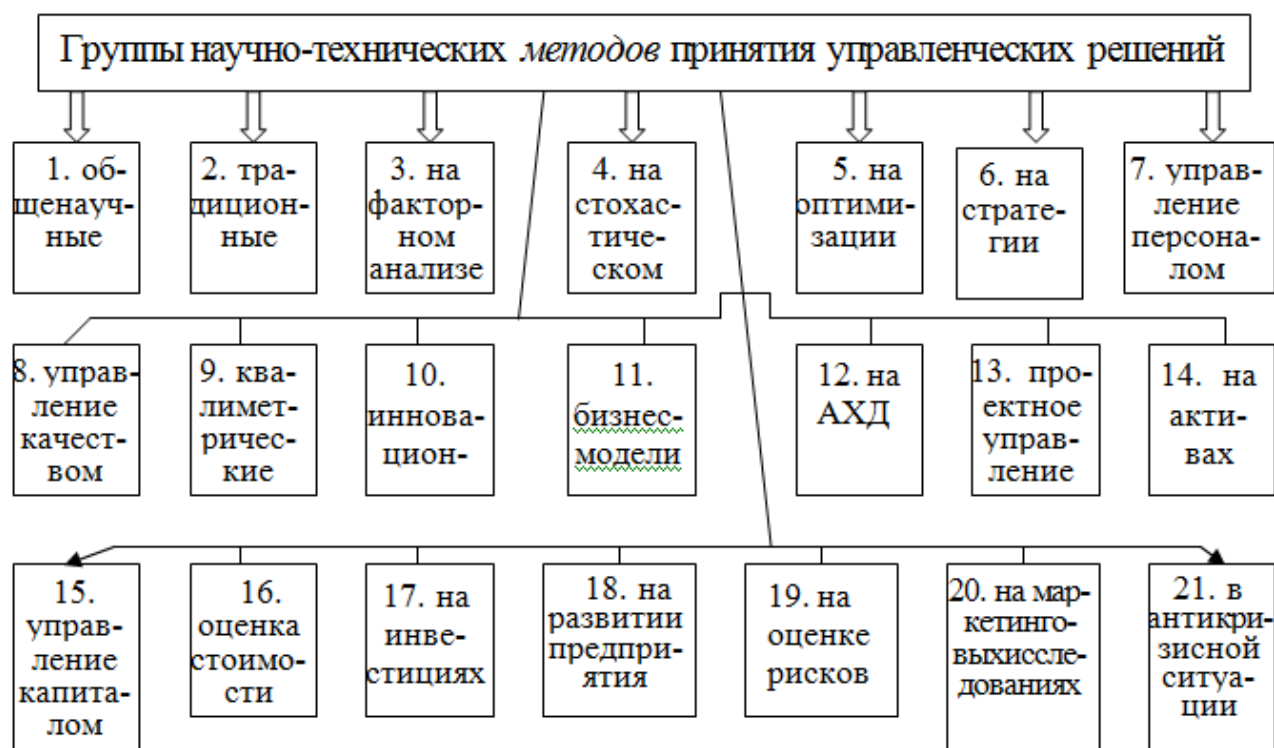 Группы научно-технических методов принятия управленческих решений
1. об-
щенауч-
ные
2. тра-
дицион-
ные
3. на
фактор-
ном
анализе
4. на
стохас-
тиче-
ском
5. на
оптими-
зации
6. на
страте-
гии
7. управ-
ление
персона-
лом
8. управ-
ление
качест-
вом
9. ква-
лимет-
ричес-
кие
10.
иннова-
цион-
11.
бизнес-
модели
12. на
АХД
13. про-
ектное
управ-
ление
14. на
акти-
вах
15.
управ-
ление
капита-
лом
16.
оценка
стоимо-
сти
17. на
инве-
стициях
18. на
развитии
предпри-
ятия
19. на
оценке
рисков
20. на мар-
кетинго-
выхиссле-
дованиях
21. в
антикри-
зисной
ситуа-
ции